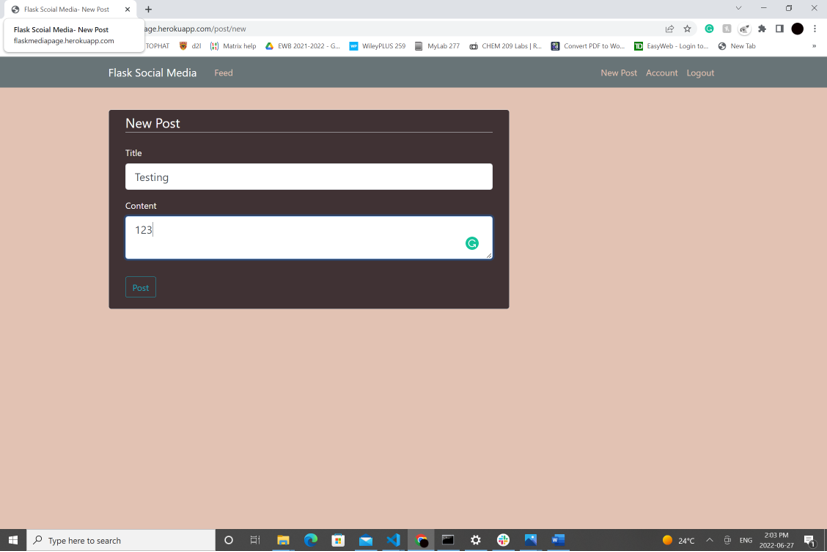 Flask Scoial Media- New Post
Flask Scoial Media- New Post
flaskmediapage.herokuapp.com
age.herokuapp.com/post/new
TOPHAT
d2l
Matrix help
EWB 2021-2022 - G...
WileyPLUS 259
MyLab 277
CHEM 209 Labs | R...
Convert PDF to Wo...
EasyWeb - Login to...
New Tab
»
Flask Social Media
Feed
New Post
Account
Logout
New Post
Title
Testing
Content
123
Post
Type here to search
24°C
ENG
2:03 PM
2022-06-27